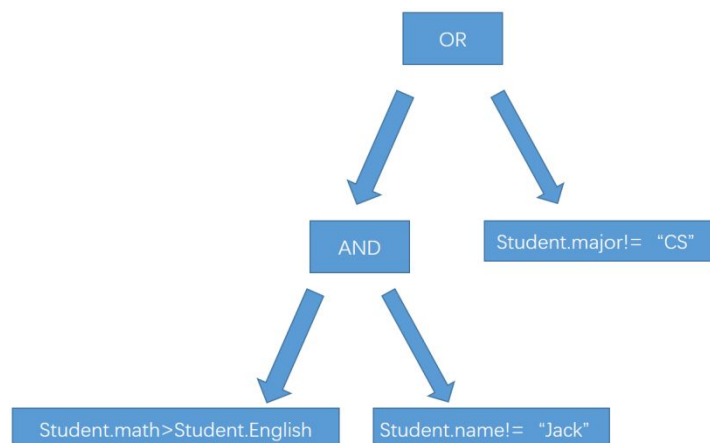 OR
AND
Student.major!= “CS”
Student.math>Student.English
Student.name!= “Jack”